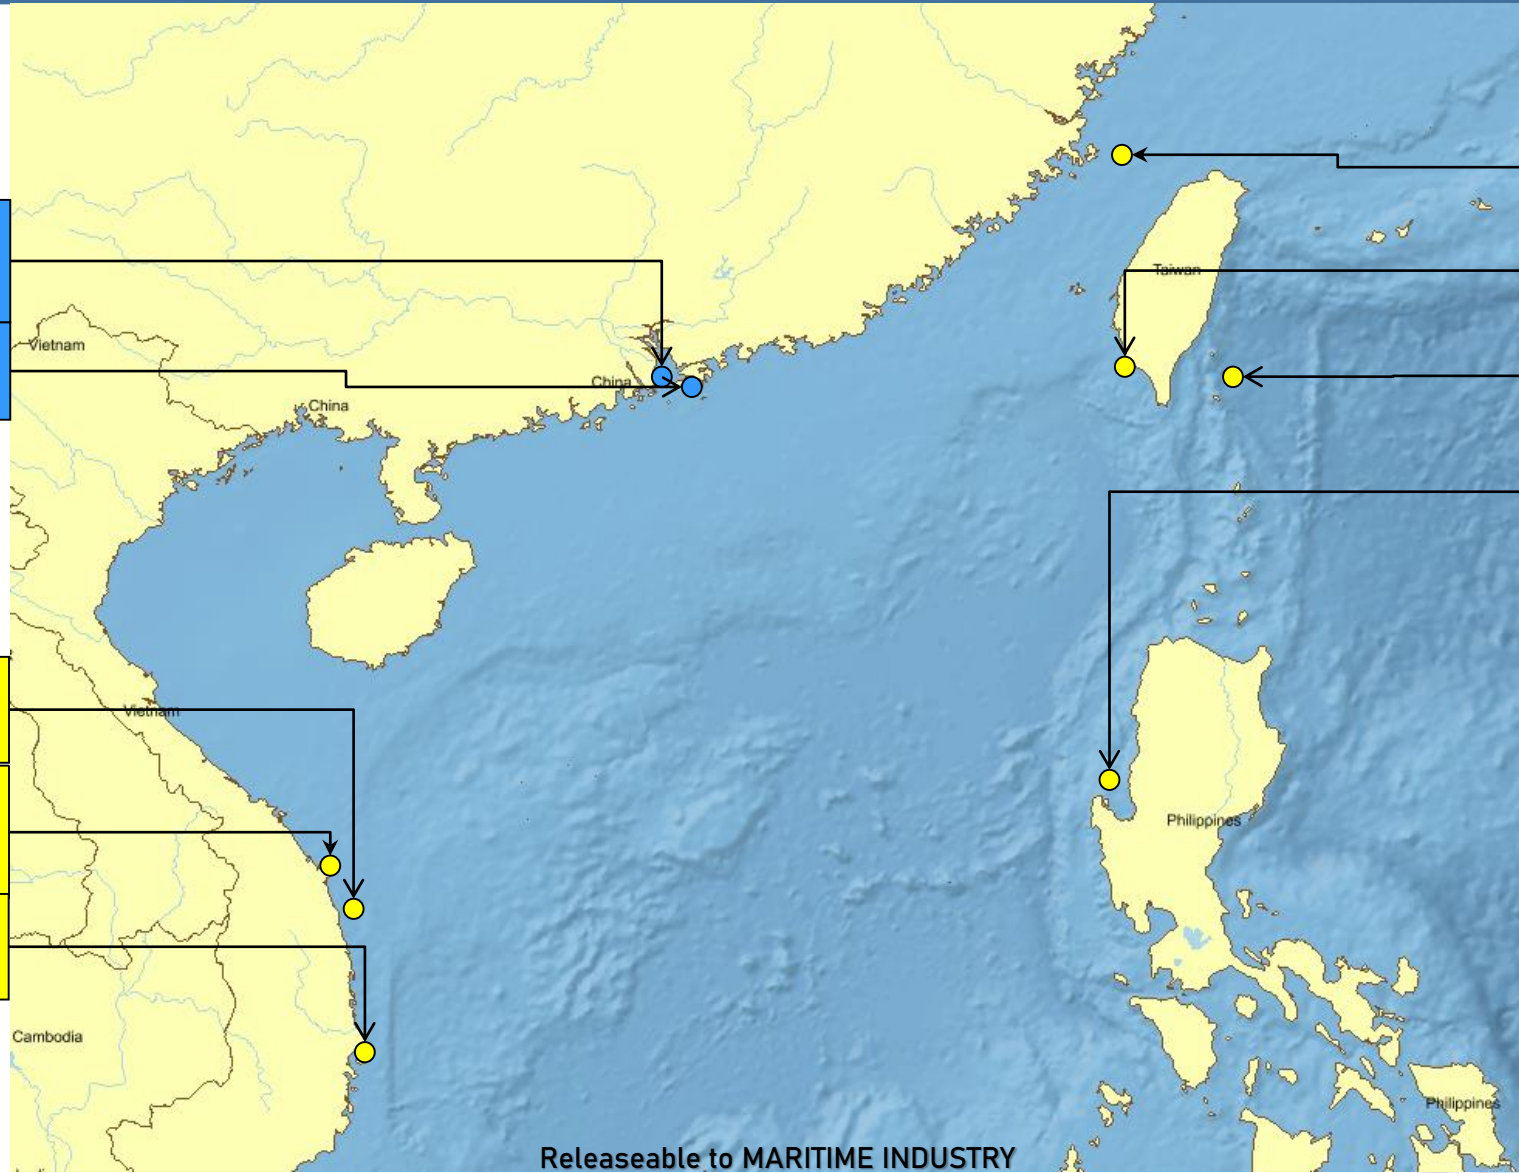 Taiwan
Vietnam
China
China
Vietnam
Philippines
Cambodia
Philippines
Releaseable to MARITIME INDUSTRY